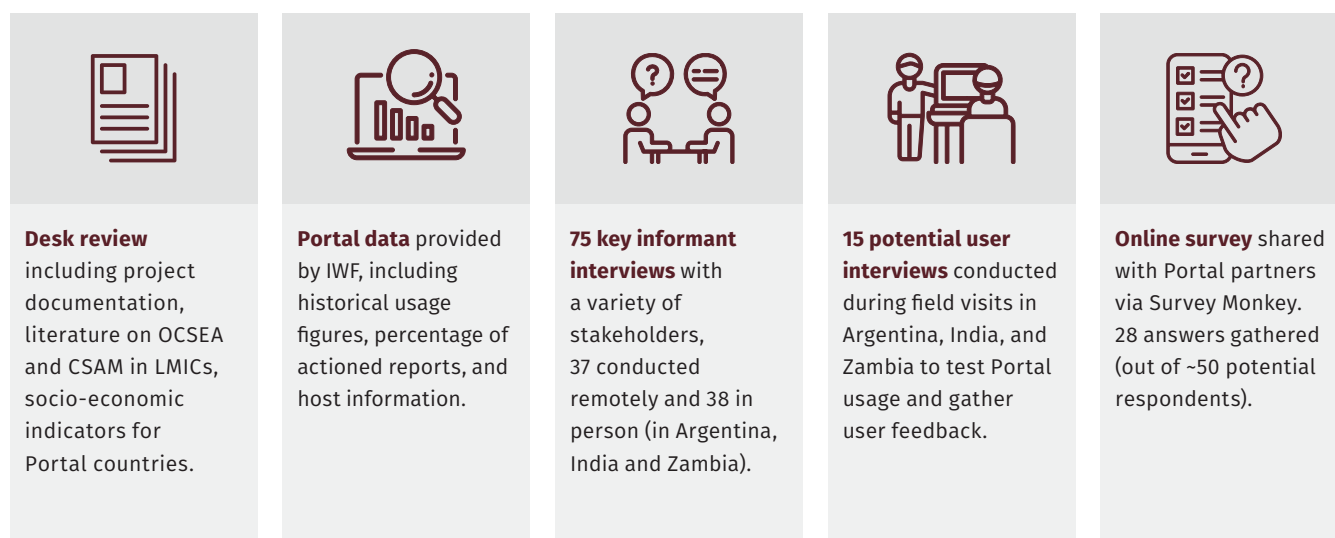 Desk review
including project
documentation,
literature on OCSEA
and CSAM in LMICs,
socio-economic
indicators for
Portal countries.
Portal data provided
by IWF, including
historical usage
figures, percentage of
actioned reports, and
host information.
75 key informant
interviews with
a variety of
stakeholders,
37 conducted
remotely and 38 in
person (in Argentina,
India and Zambia).
15 potential user
interviews conducted
during field visits in
Argentina, India, and
Zambia to test Portal
usage and gather
user feedback.
Online survey shared
with Portal partners
via Survey Monkey.
28 answers gathered
(out of ~50 potential
respondents).